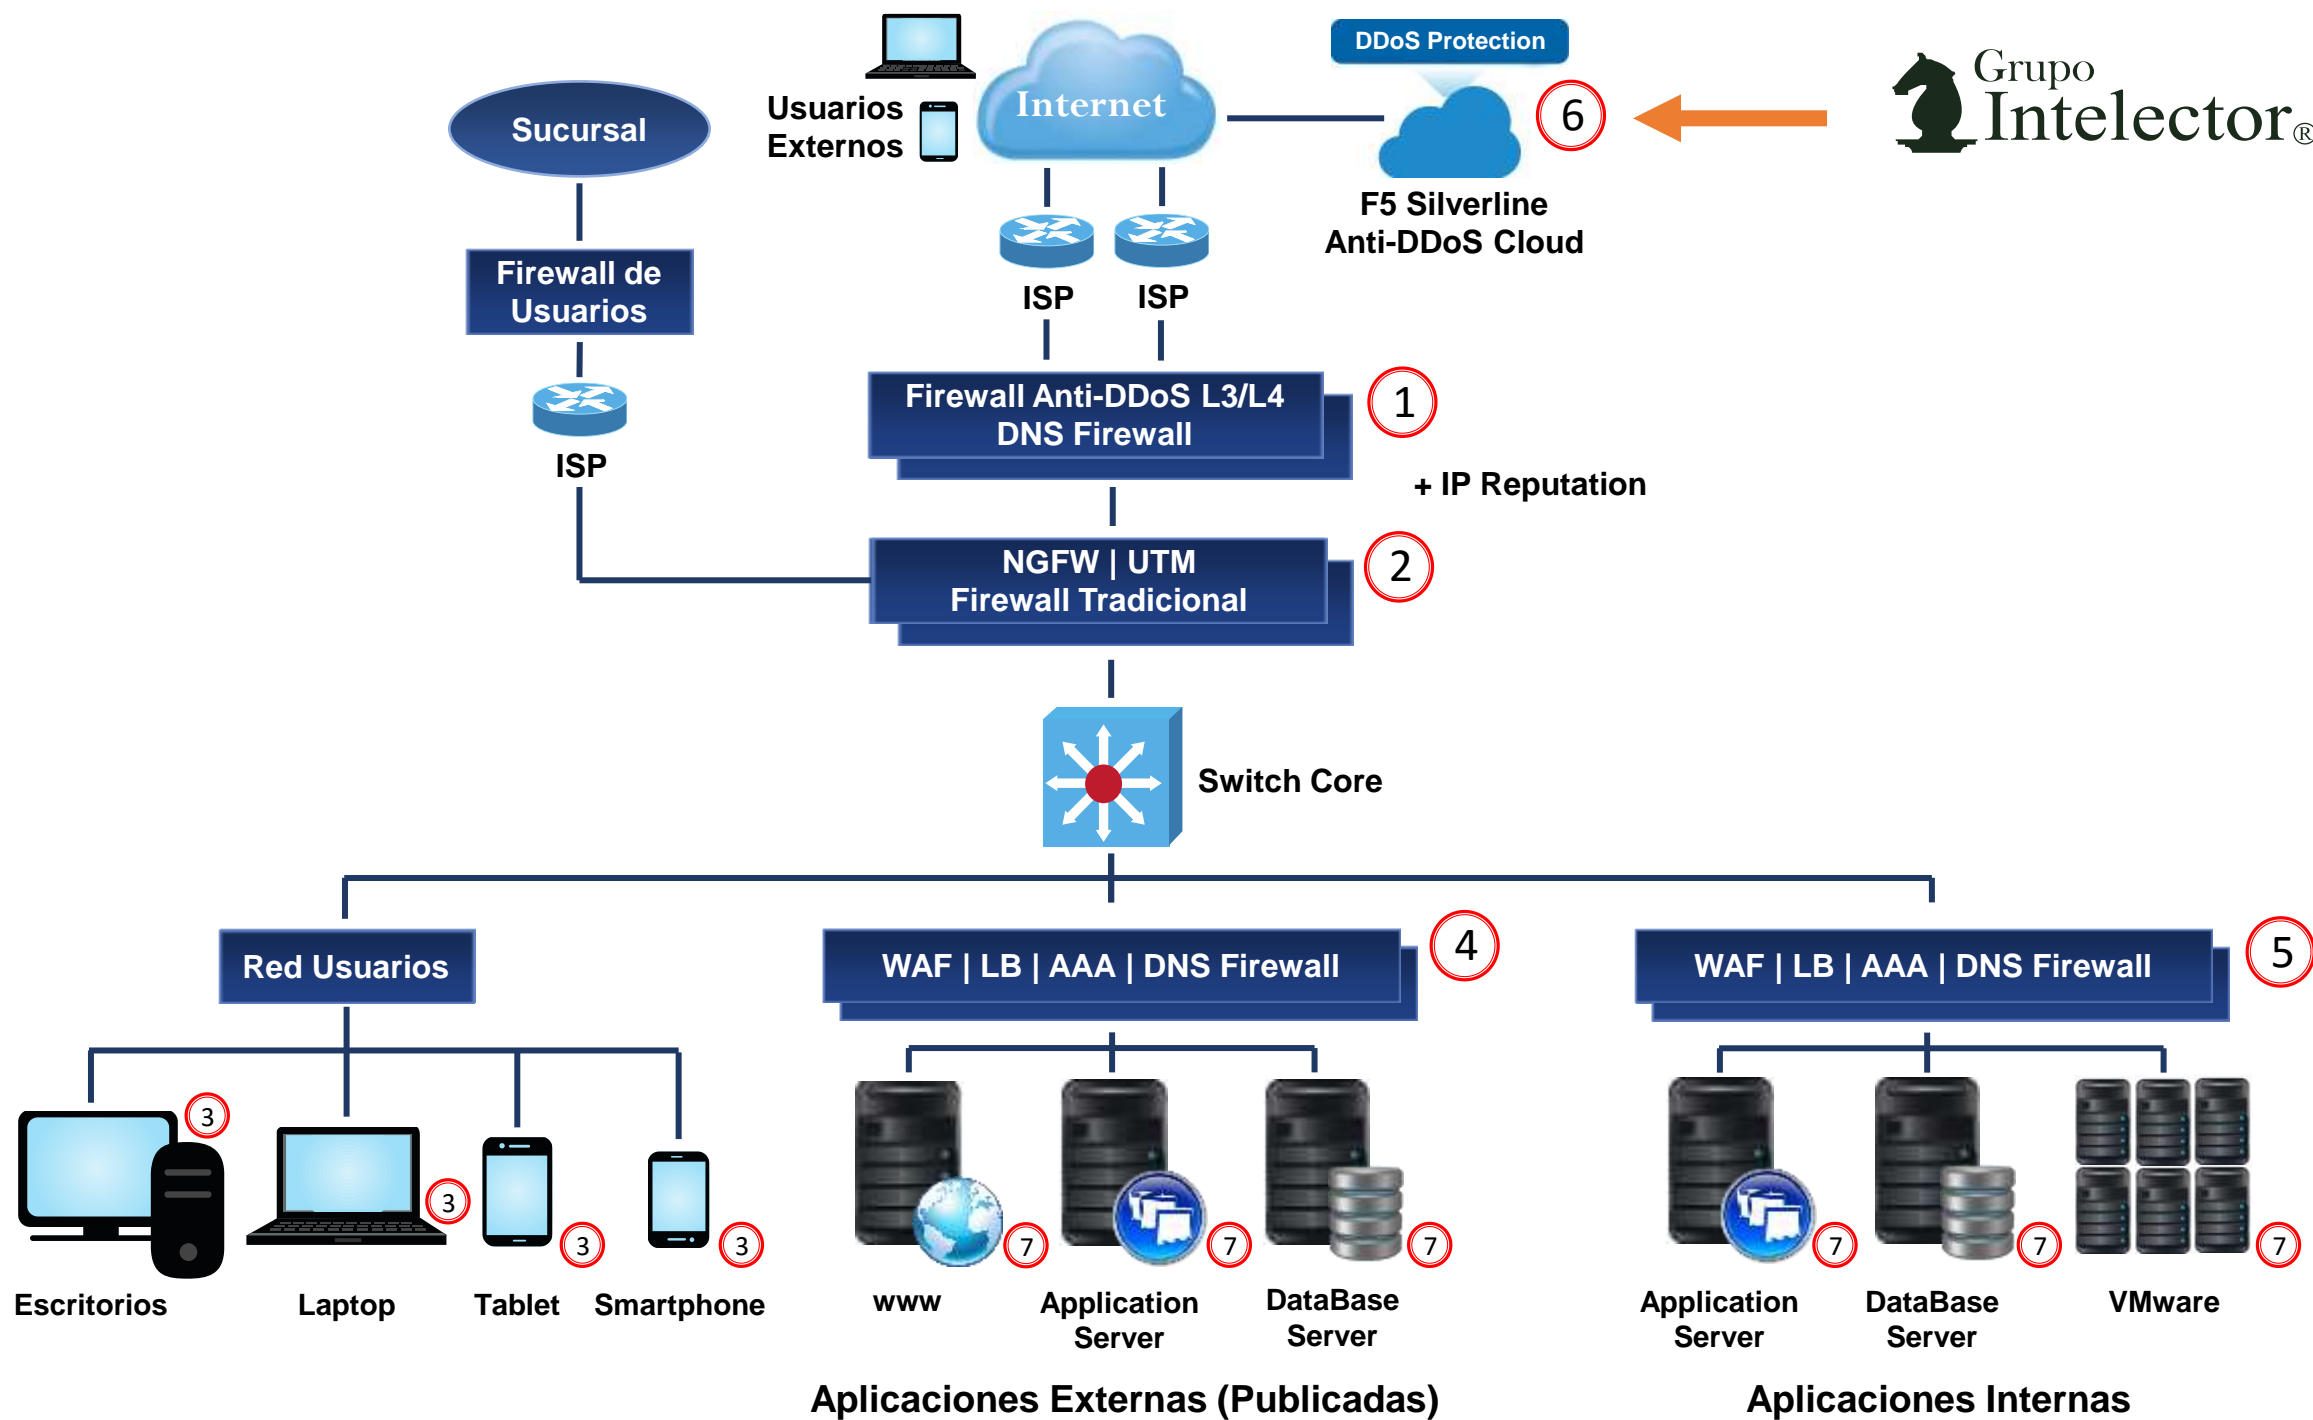 DDoS Protection
Grupo
Intelector®
Internet
Usuarios
Externos
6
Sucursal
F5 Silverline
Anti-DDoS Cloud
Firewall de
Usuarios
ISP
ISP
Firewall Anti-DDoS L3/L4
DNS Firewall
1
ISP
+ IP Reputation
NGFW | UTM
Firewall Tradicional
2
Switch Core
Red Usuarios
WAF | LB | AAA | DNS Firewall
4
WAF | LB | AAA | DNS Firewall
5
3
3
3
3
7
7
7
7
7
7
Escritorios
Laptop
Tablet
Smartphone
www
Application
Server
DataBase
Server
Application
Server
DataBase
Server
VMware
Aplicaciones Externas (Publicadas)
Aplicaciones Internas